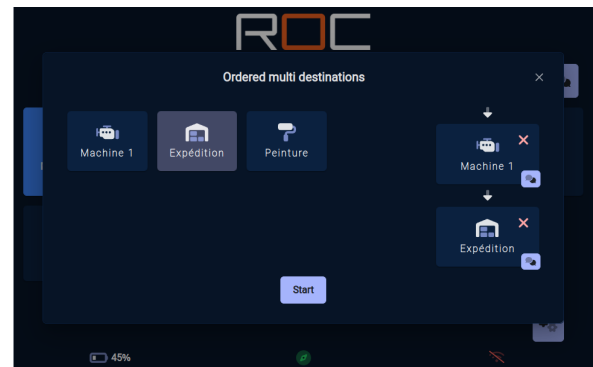 ROC
Ordered multi destinations
Machine 1
Expédition
Peinture
Machine 1
Expédition
Start
45%